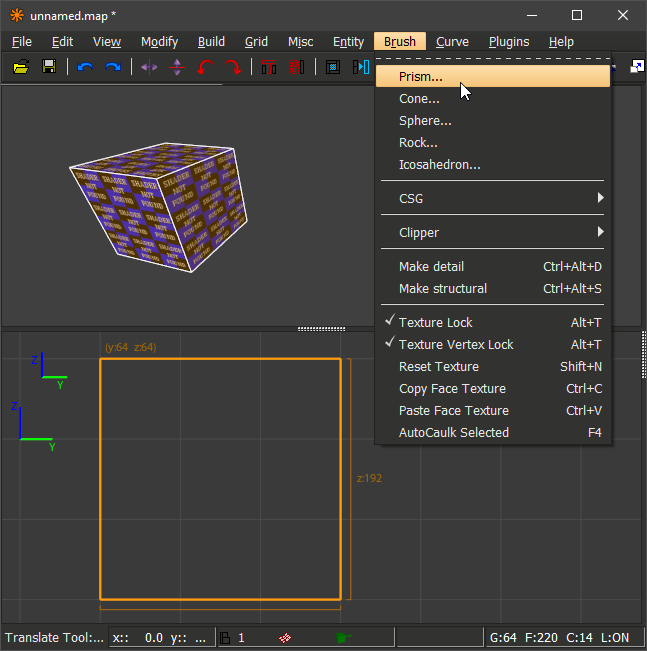 unnamed.map *
File Edit View Modify Build Grid Misc Entity Brush Curve Plugins Help
Prism...
Cone...
Sphere...
Rock...
Icosahedron...
CSG
Clipper
Make detail Ctrl+Alt+D
Make structural Ctrl+Alt+S
Texture Lock Alt+T
Texture Vertex Lock Alt+T
Reset Texture Shift+N
Copy Face Texture Ctrl+C
Paste Face Texture Ctrl+V
AutoCaulk Selected F4
SHADER
NOT
FOUND
(y:64 z:64)
Z
Y
Z
Y
z:192
Translate Tool:... x:: 0.0 y:: ... 1 G:64 F:220 C:14 L:ON